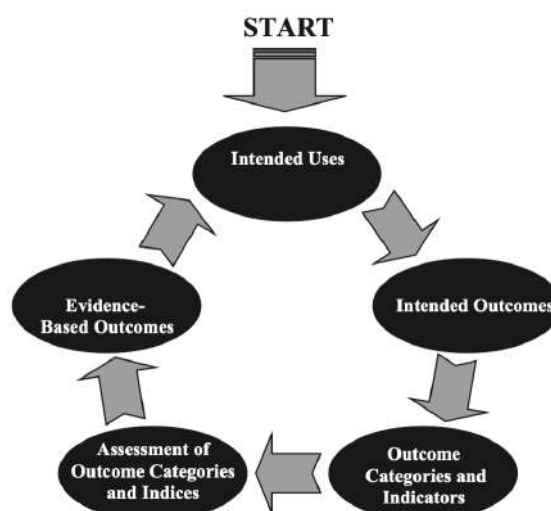 START
Intended Uses
Intended Outcomes
Outcome
Categories and
Indicators
Assessment of
Outcome Categories
and Indices
Evidence-
Based Outcomes